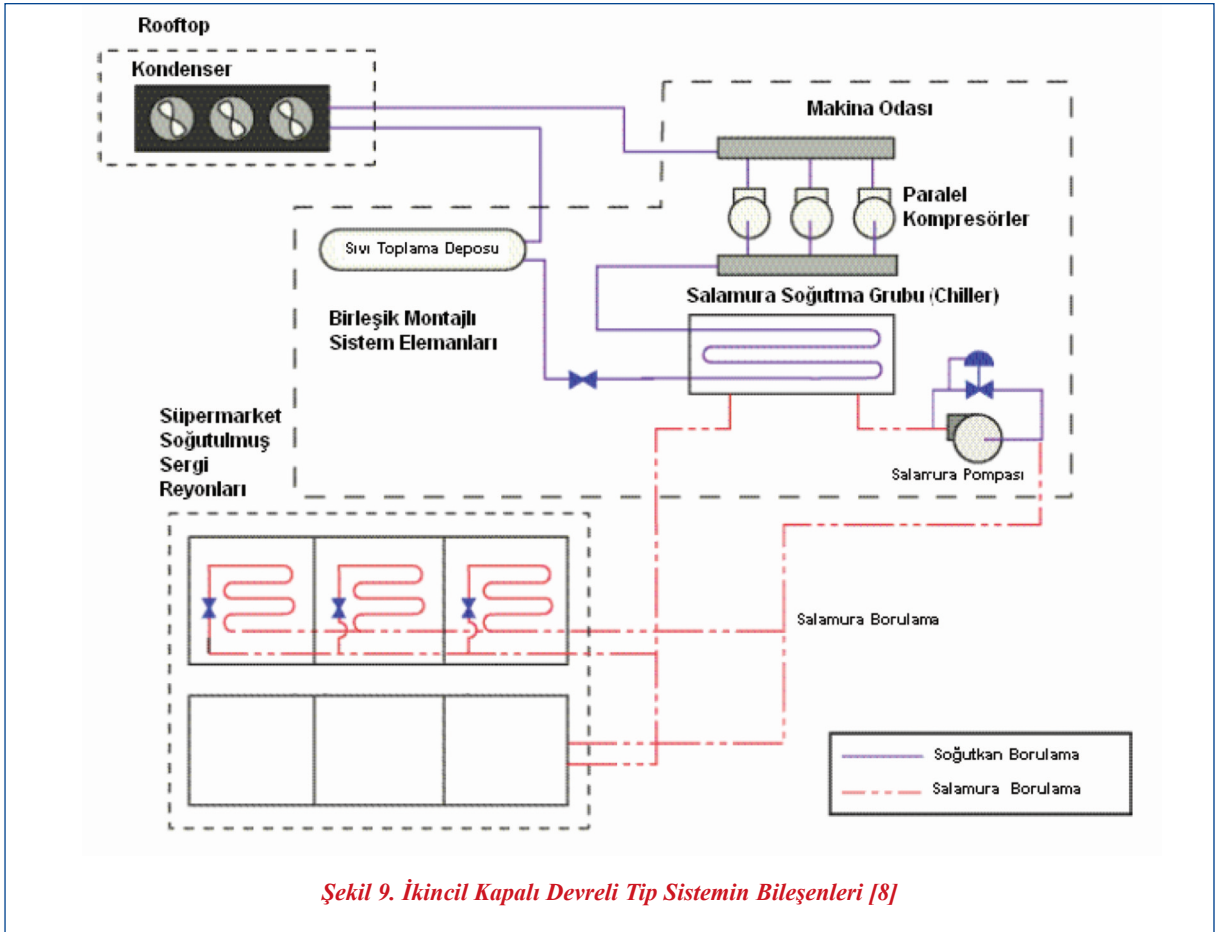 Rooftop
Kondenser
Makina Odası
Paralel
Kompresörler
Sıvı Toplama Deposu
Salamura Soğutma Grubu (Chiller)
Birleşik Montajlı
Sistem Elemanları
Süpermarket
Soğutulmuş
Sergi
Reyonları
Salamura Pompası
Salamura Borulama
Soğutkan Borulama
Salamura Borulama
Şekil 9. İkincil Kapalı Devreli Tip Sistemin Bileşenleri [8]